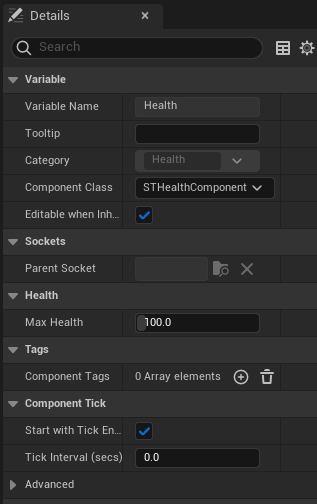 Details
Search
Variable
Variable Name Health
Tooltip
Category Health
Component Class STHealthComponent
Editable when Inh...
Sockets
Parent Socket
Health
Max Health 100.0
Tags
Component Tags 0 Array elements
Component Tick
Start with Tick En...
Tick Interval (secs) 0.0
Advanced